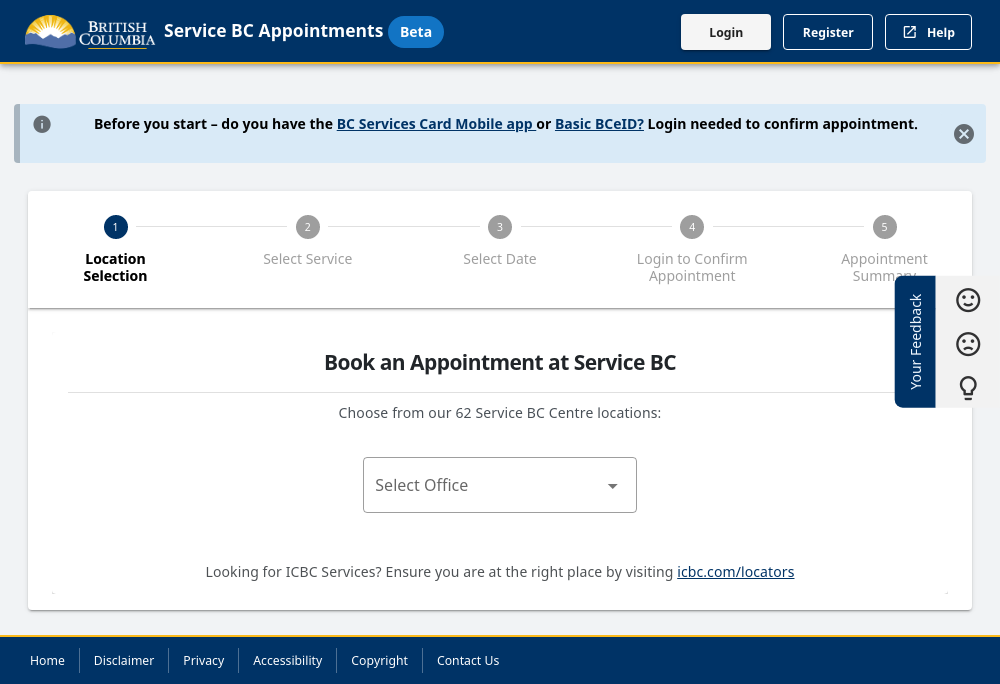 BRITISH
COLUMBIA
Service BC Appointments Beta
Login
Register
Help
Before you start – do you have the BC Services Card Mobile app or Basic BCeID? Login needed to confirm appointment.
1
Location
Selection
2
Select Service
3
Select Date
4
Login to Confirm
Appointment
5
Appointment
Summary
Your Feedback
Book an Appointment at Service BC
Choose from our 62 Service BC Centre locations:
Select Office
Looking for ICBC Services? Ensure you are at the right place by visiting icbc.com/locators
Home Disclaimer Privacy Accessibility Copyright Contact Us